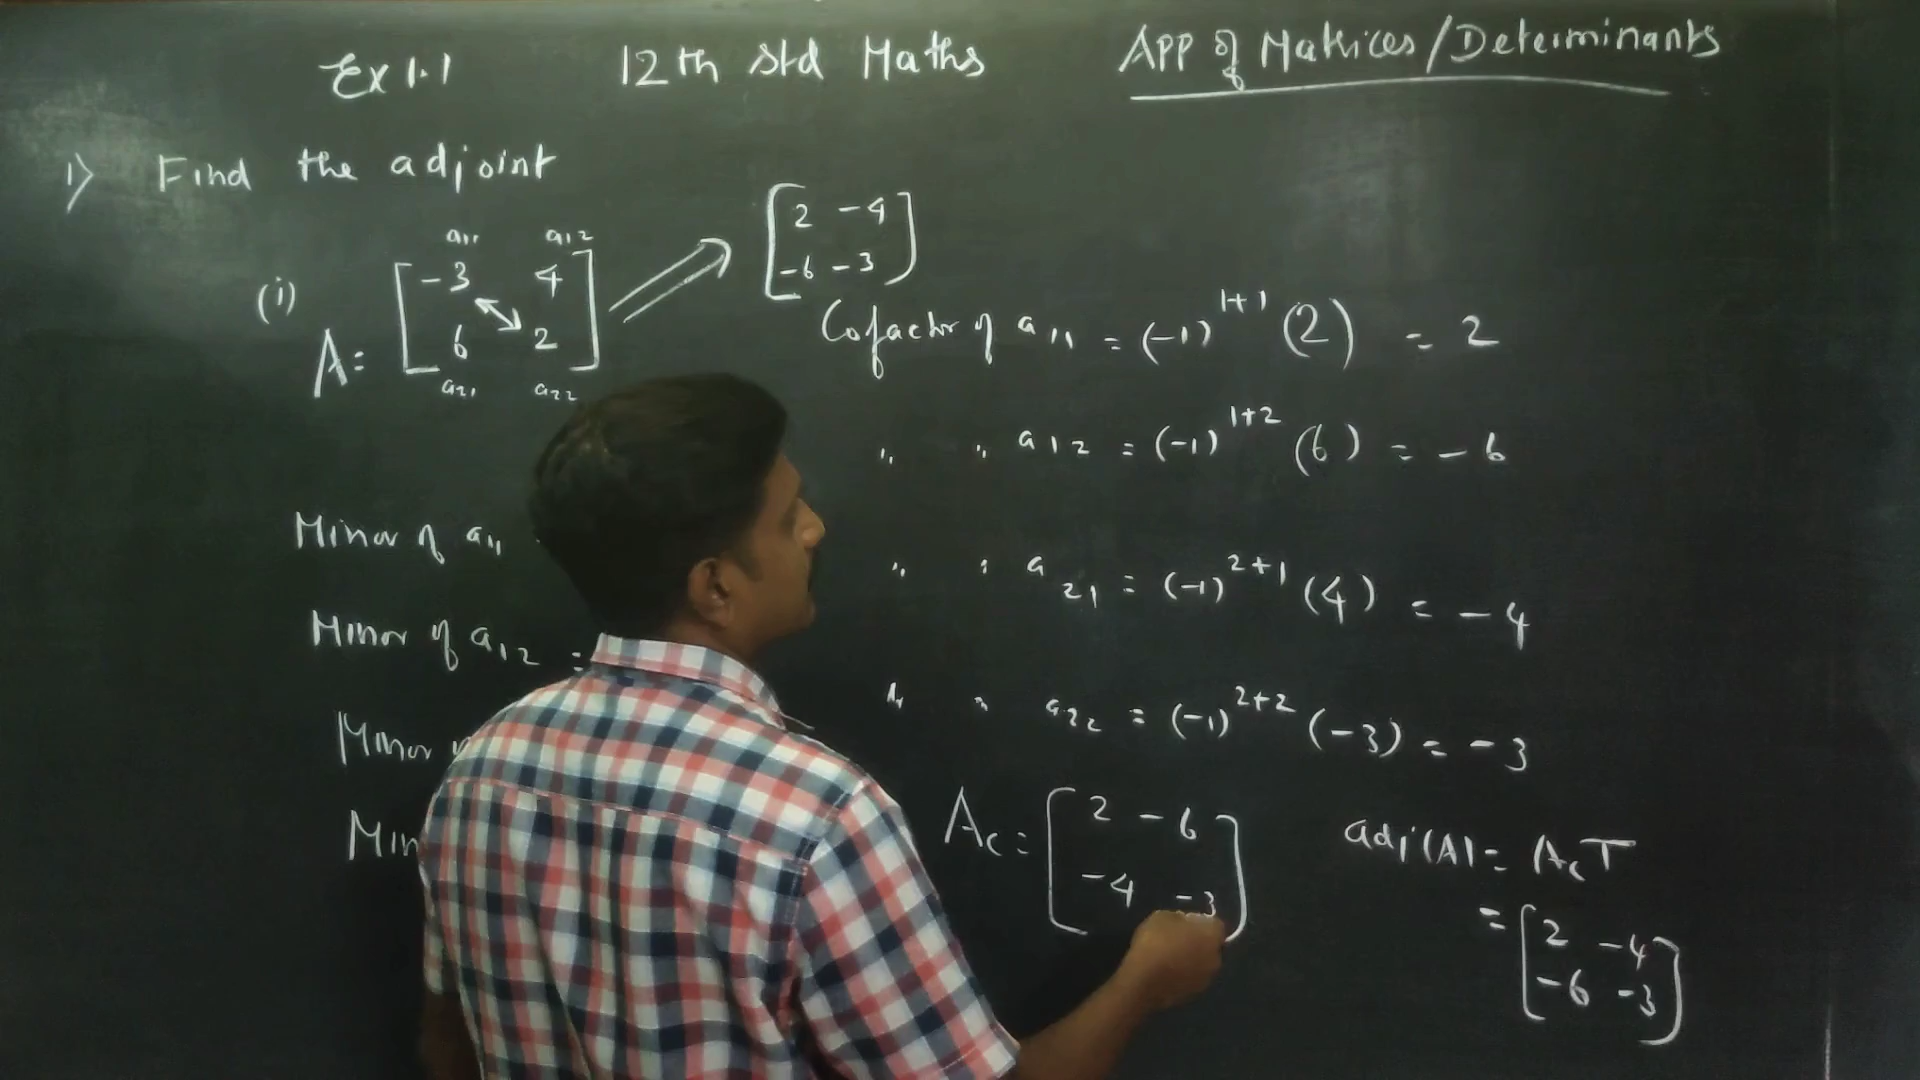 Ex 1.1 12th std Maths App of Matrices/Determinants
1) Find the adjoint
a11 a12
(i) A = [-3 4
6 2]
a21 a22
[2 -4
-6 -3]
Cofactor of a11 = (-1)^1+1 (2) = 2
" " a12 = (-1)^1+2 (6) = -6
" " a21 = (-1)^2+1 (4) = -4
" " a22 = (-1)^2+2 (-3) = -3
Minor of a11
Minor of a12 =
Minor
Min
Ac = [2 -6
-4 -3]
adj(A) = AcT
= [2 -4
-6 -3]